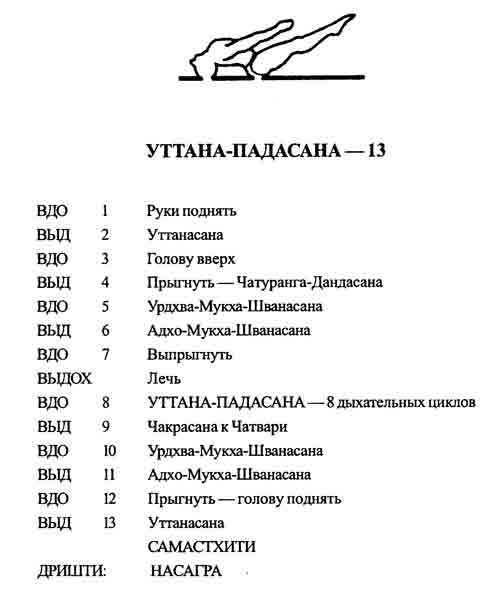 УТТАНА-ПАДАСАНА — 13
ВДО 1 Руки поднять
ВЫД 2 Уттанасана
ВДО 3 Голову вверх
ВЫД 4 Прыгнуть — Чатуранга-Дандасана
ВДО 5 Урдхва-Мукха-Шванасана
ВЫД 6 Адхо-Мукха-Шванасана
ВДО 7 Выпрыгнуть
ВЫДОХ Лечь
ВДО 8 УТТАНА-ПАДАСАНА — 8 дыхательных циклов
ВЫД 9 Чакрасана к Чатвари
ВДО 10 Урдхва-Мукха-Шванасана
ВЫД 11 Адхо-Мукха-Шванасана
ВДО 12 Прыгнуть — голову поднять
ВЫД 13 Уттанасана
САМАСТХИТИ
ДРИШТИ: НАСАГРА